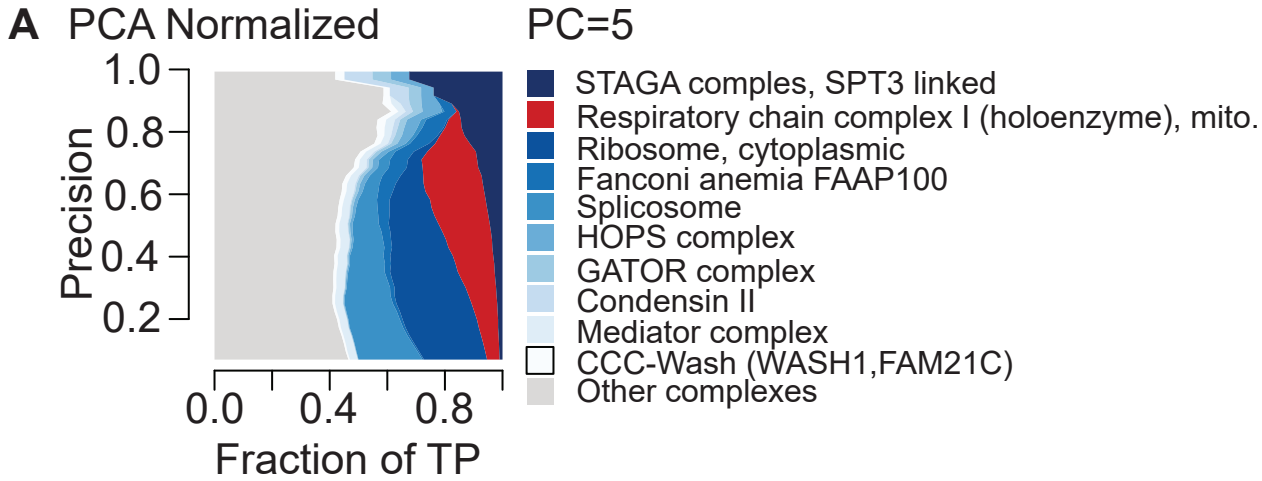 A PCA Normalized PC=5
1.0
0.8
0.6
0.4
0.2
Precision
0.0 0.4 0.8
Fraction of TP
STAGA comples, SPT3 linked
Respiratory chain complex I (holoenzyme), mito.
Ribosome, cytoplasmic
Fanconi anemia FAAP100
Splicosome
HOPS complex
GATOR complex
Condensin II
Mediator complex
CCC-Wash (WASH1,FAM21C)
Other complexes